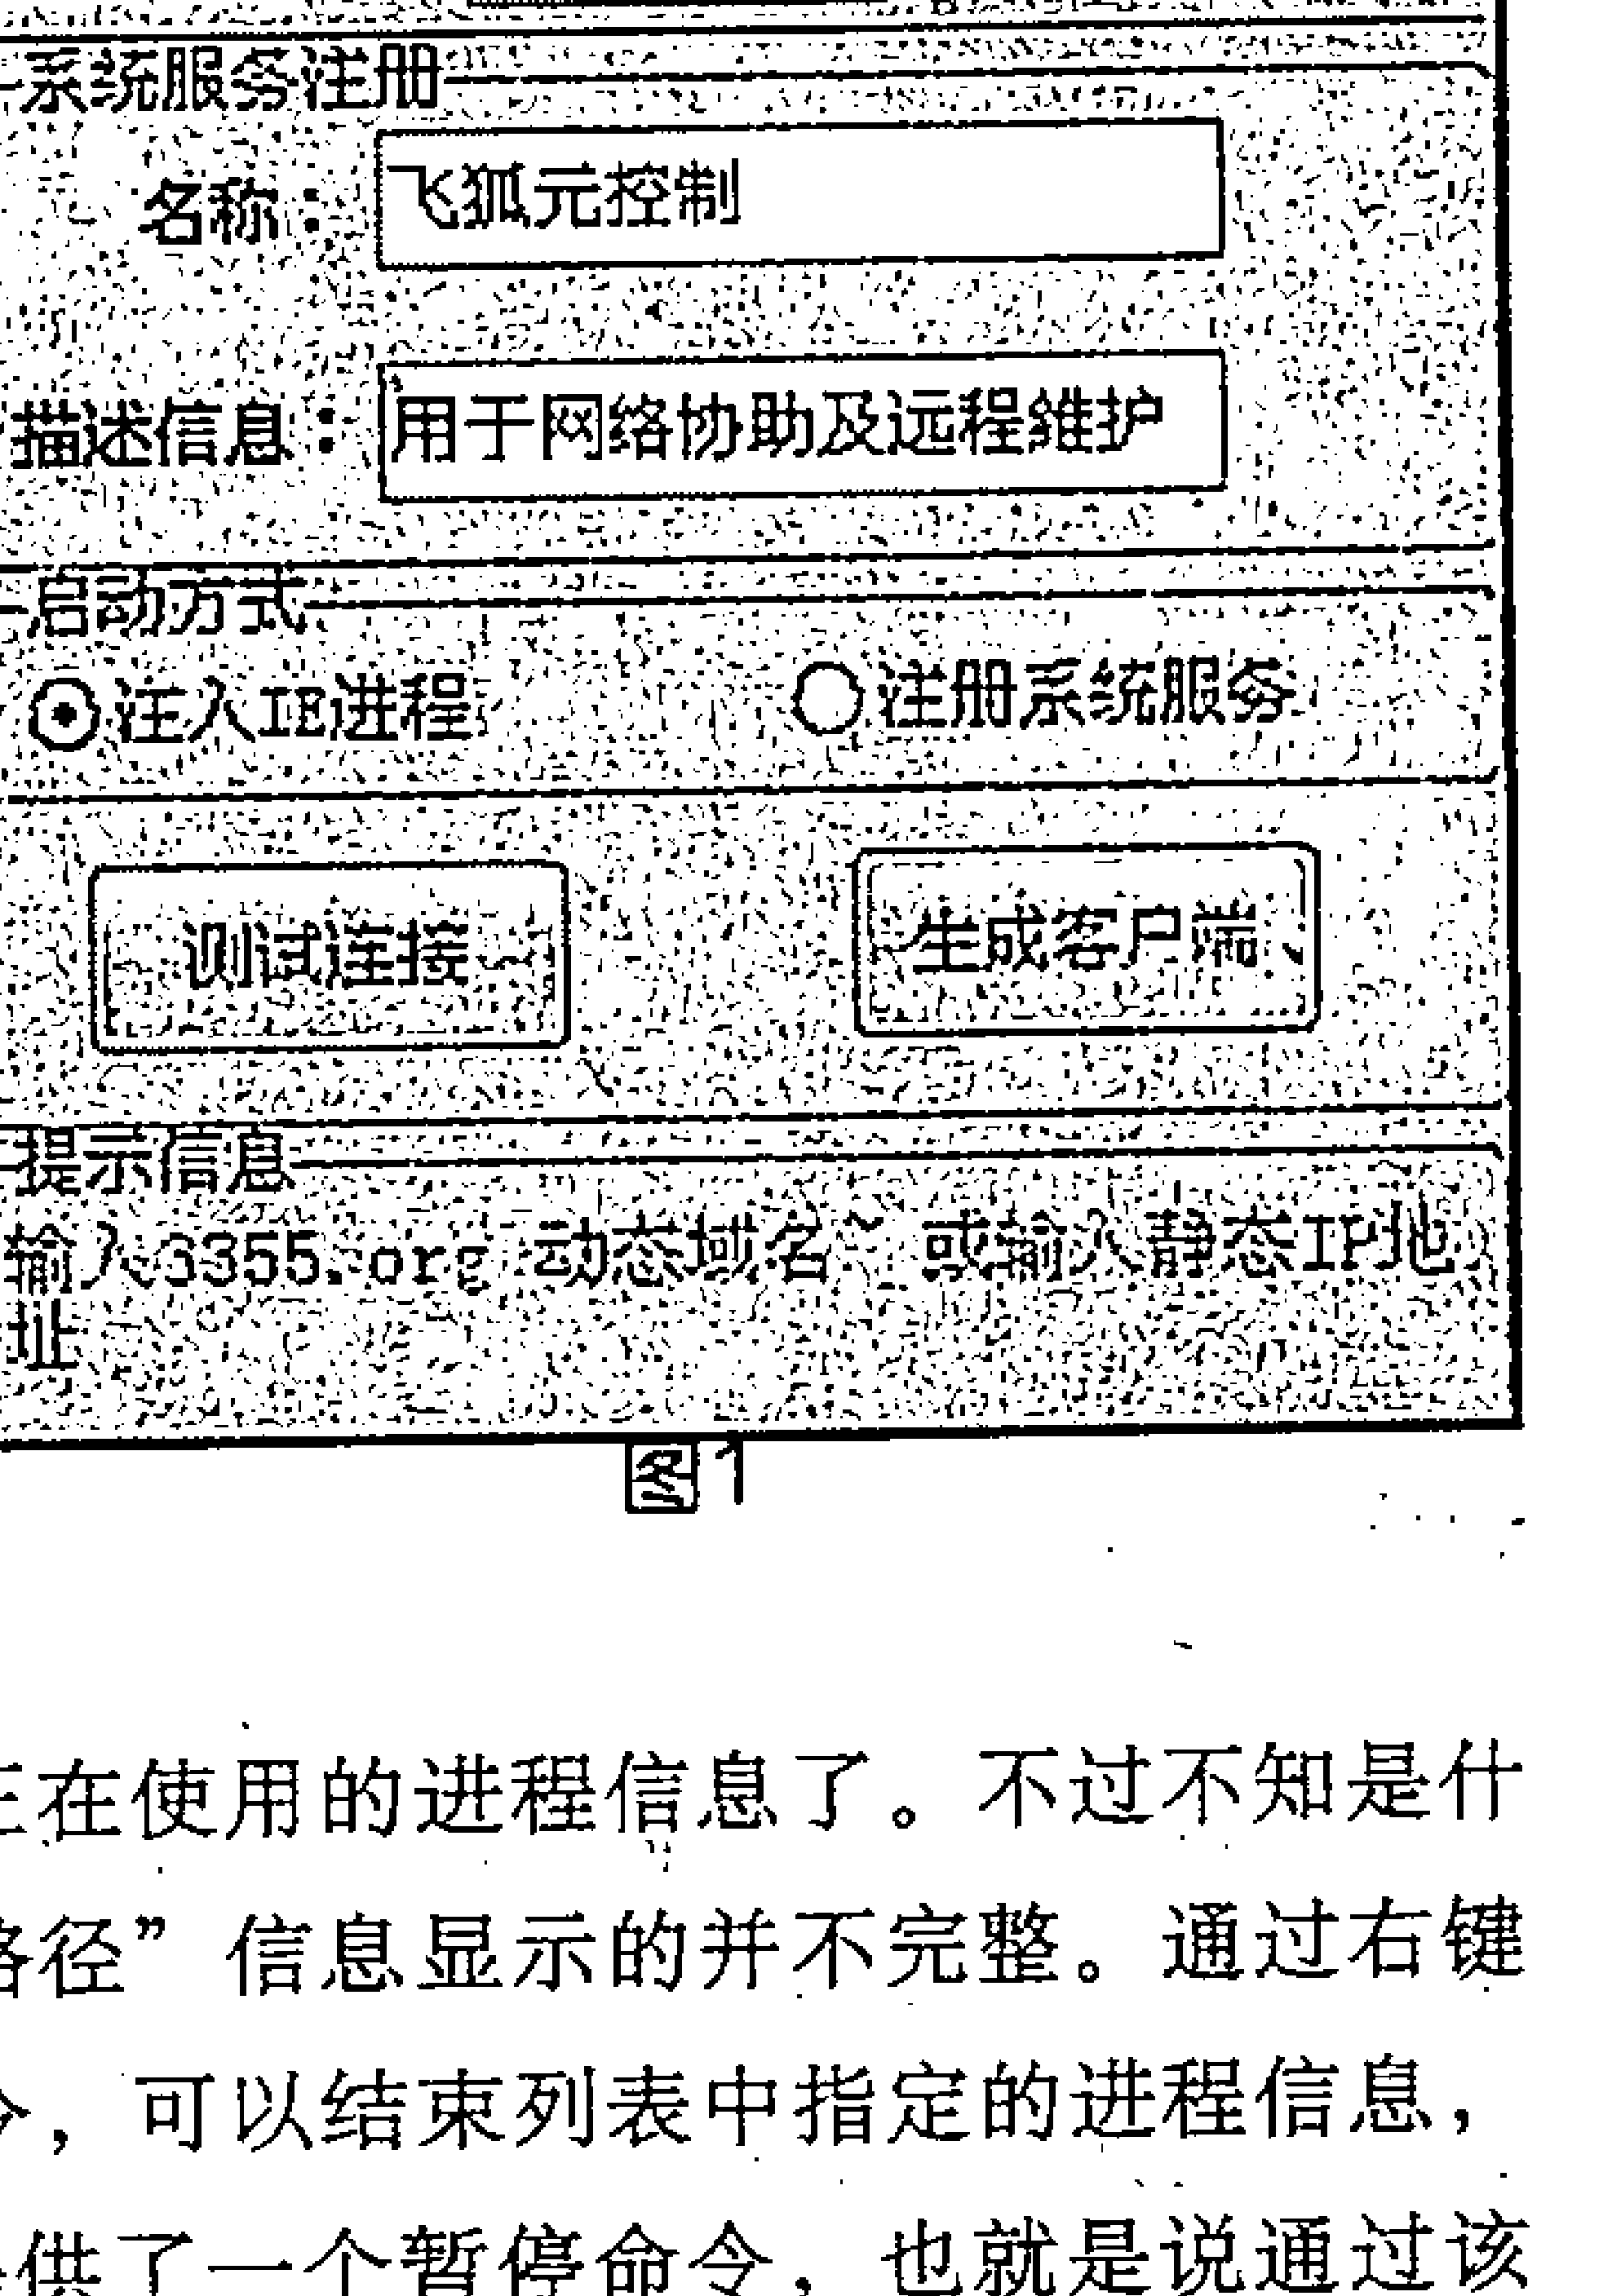 系统服务注册
名称：飞狐元控制
描述信息：用于网络协助及远程维护
启动方式
注入IE进程 注册系统服务
测试连接 生成客户端
提示信息
输入3355.org 动态域名 或输入静态IP地
址
图1
在使用的进程信息了。不过不知是什
径”信息显示的并不完整。通过右键
，可以结束列表中指定的进程信息，
供了一个暂停命令，也就是说通过该